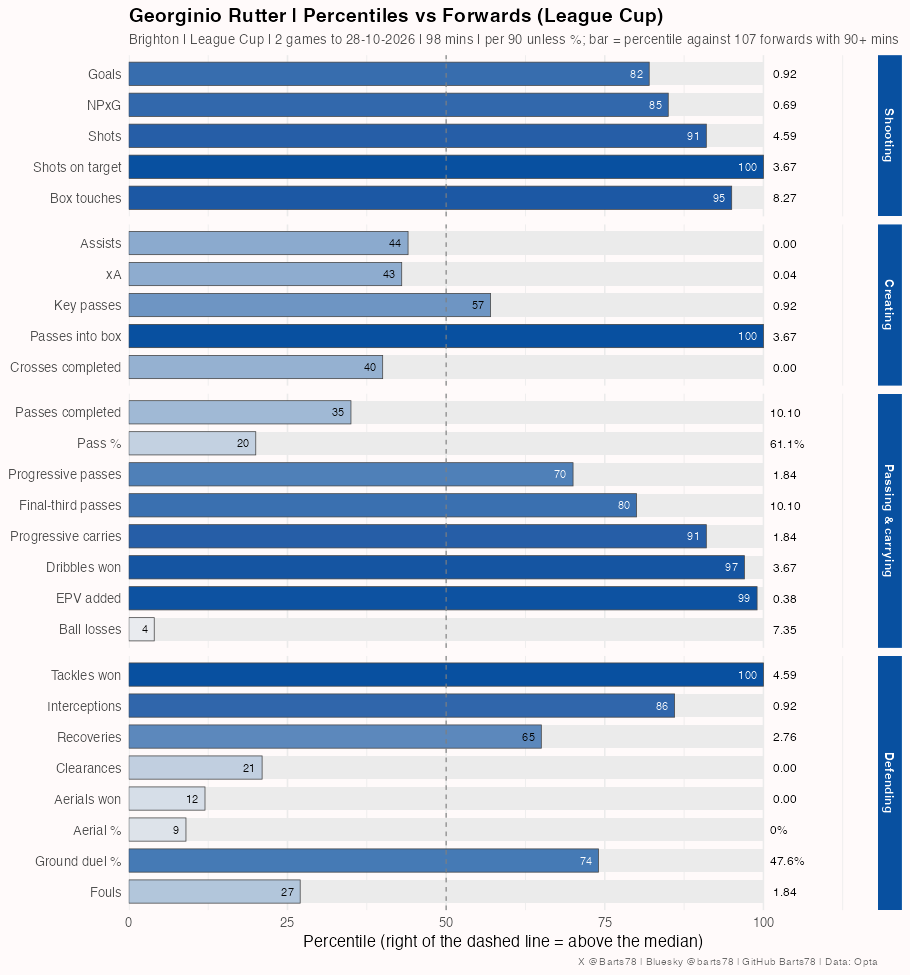 Georginio Rutter | Percentiles vs Forwards (League Cup)
Brighton | League Cup | 2 games to 28-10-2026 | 98 mins | per 90 unless %; bar = percentile against 107 forwards with 90+ mins
Shooting
Goals 82 0.92
NPxG 85 0.69
Shots 91 4.59
Shots on target 100 3.67
Box touches 95 8.27
Creating
Assists 44 0.00
xA 43 0.04
Key passes 57 0.92
Passes into box 100 3.67
Crosses completed 40 0.00
Passing & carrying
Passes completed 35 10.10
Pass % 20 61.1%
Progressive passes 70 1.84
Final-third passes 80 10.10
Progressive carries 91 1.84
Dribbles won 97 3.67
EPV added 99 0.38
Ball losses 4 7.35
Defending
Tackles won 100 4.59
Interceptions 86 0.92
Recoveries 65 2.76
Clearances 21 0.00
Aerials won 12 0.00
Aerial % 9 0%
Ground duel % 74 47.6%
Fouls 27 1.84
0 25 50 75 100
Percentile (right of the dashed line = above the median)
X @Barts78 | Bluesky @barts78 | GitHub Barts78 | Data: Opta